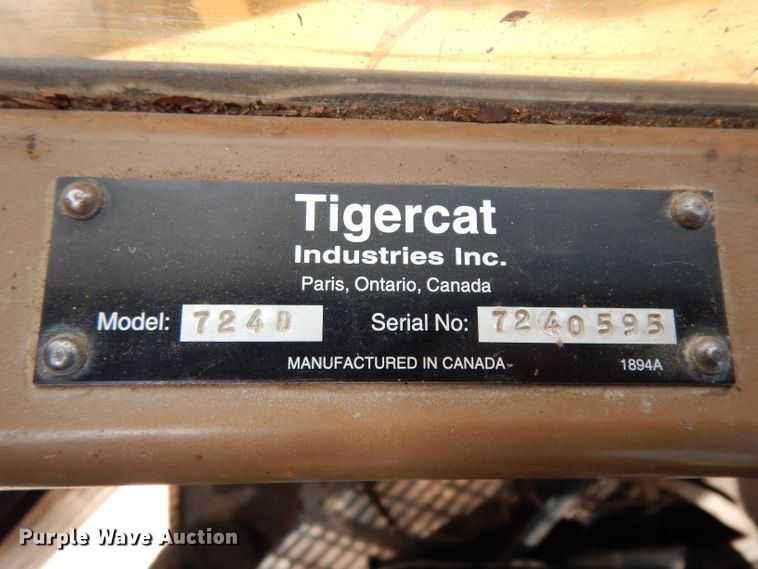 Tigercat
Industries Inc.
Paris, Ontario, Canada
Model: 724D Serial No: 7240595
MANUFACTURED IN CANADA
1894A
Purple Wave Auction®